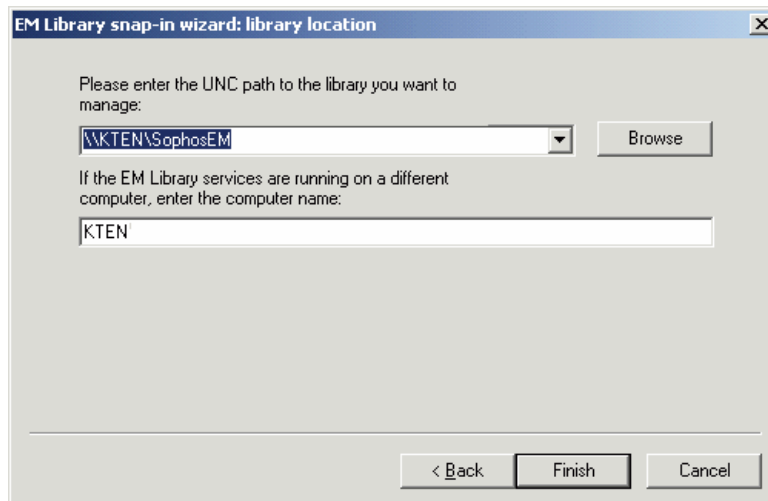 EM Library snap-in wizard: library location
Please enter the UNC path to the library you want to
manage:
\\KTEN\SophosEM
Browse
If the EM Library services are running on a different
computer, enter the computer name:
KTEN
< Back
Finish
Cancel